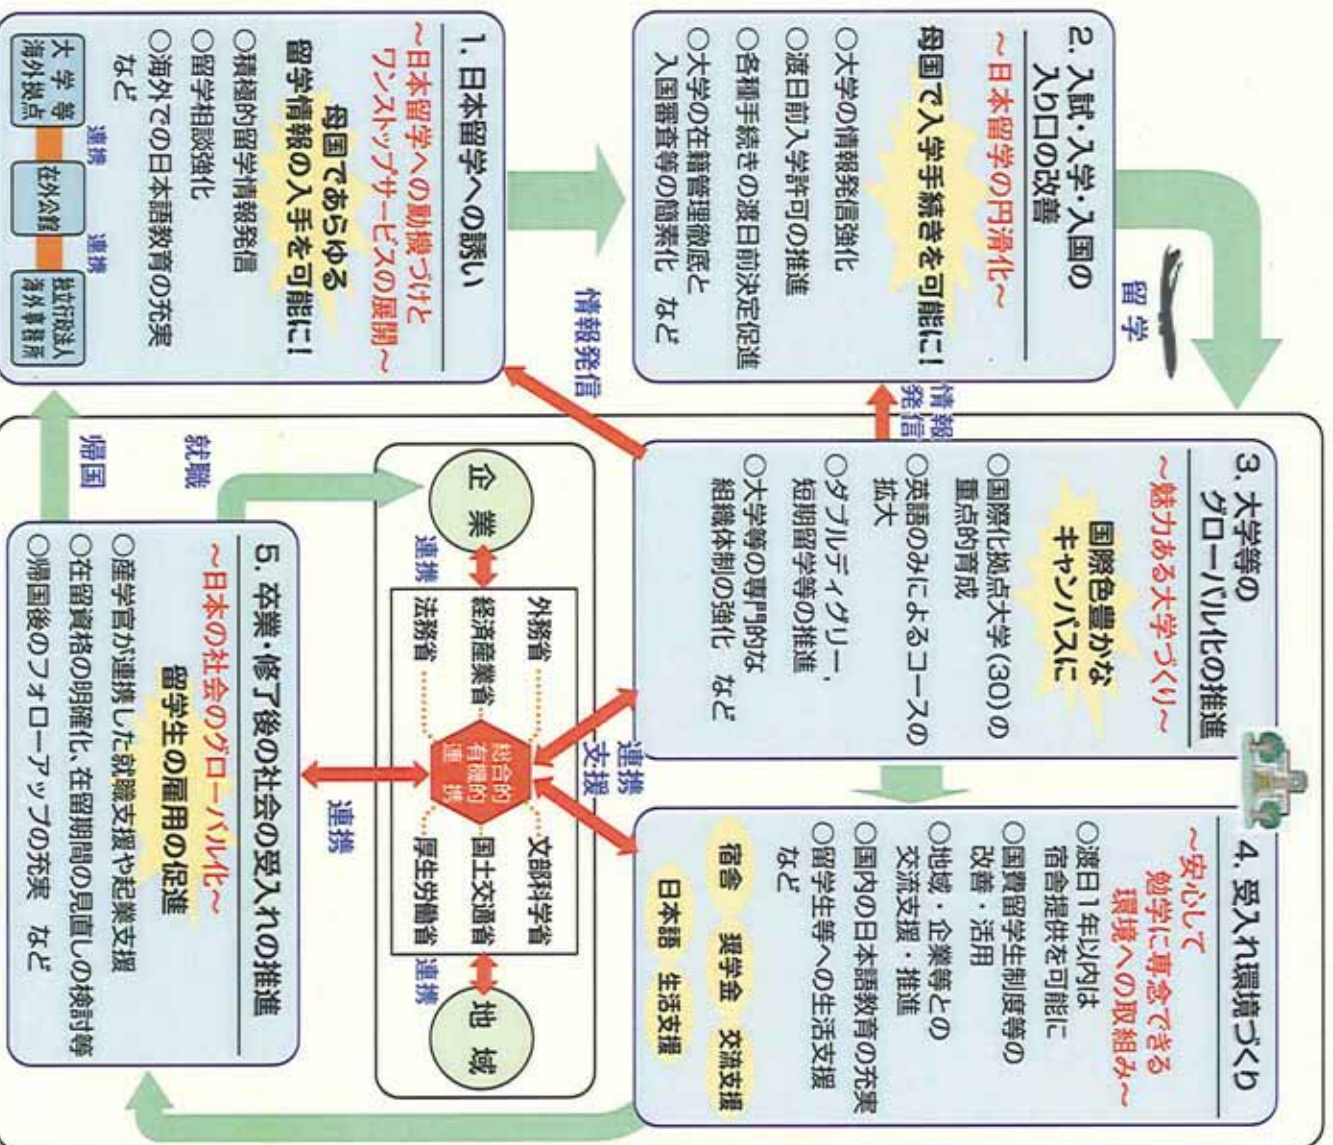 1. 日本留学への誘い
～日本留学への動機づけと
ワンストップサービスの展開～
母国であらゆる
留学情報の入手を可能に！
○積極的留学情報発信
○留学相談強化
○海外での日本語教育の充実
など
大学等
海外拠点
連携
在外公館
連携
独立行政法人
海外事務所
情報発信
2. 入試・入学・入国の
入り口の改善
～日本留学の円滑化～
母国で入学手続きを可能に！
○大学の情報発信強化
○渡日前入学許可の推進
○各種手続きの渡日前決定促進
○大学の在籍管理徹底と
入国審査等の簡素化 など
留学
情報
発信
3. 大学等の
グローバル化の推進
～魅力ある大学づくり～
国際色豊かな
キャンパスに
○国際化拠点大学(30)の
重点的育成
○英語のみによるコースの
拡大
○ダブルディグリー，
短期留学等の推進
○大学等の専門的な
組織体制の強化 など
4. 受入れ環境づくり
～安心して
勉学に専念できる
環境への取組み～
○渡日1年以内は
宿舎提供を可能に
○国費留学生制度等の
改善・活用
○地域・企業等との
交流支援・推進
○国内の日本語教育の充実
○留学生等への生活支援
など
宿舎 奨学金 交流支援
日本語 生活支援
連携
支援
企業
連携
外務省
経済産業省
法務省
総合的
有機的
連携
文部科学省
国土交通省
厚生労働省
連携
地域
連携
就職
帰国
5. 卒業・修了後の社会の受入れの推進
～日本の社会のグローバル化～
留学生の雇用の促進
○産学官が連携した就職支援や起業支援
○在留資格の明確化、在留期間の見直しの検討等
○帰国後のフォローアップの充実 など